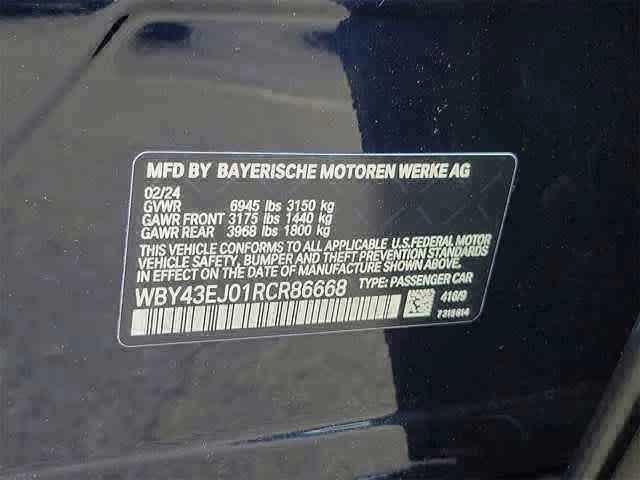 MFD BY BAYERISCHE MOTOREN WERKE AG
02/24
GVWR 6945 lbs 3150 kg
GAWR FRONT 3175 lbs 1440 kg
GAWR REAR 3968 lbs 1800 kg
THIS VEHICLE CONFORMS TO ALL APPLICABLE U.S.FEDERAL MOTOR
VEHICLE SAFETY, BUMPER, AND THEFT PREVENTION STANDARDS
IN EFFECT ON THE DATE OF MANUFACTURE SHOWN ABOVE.
WBY43EJ01RCR86668 TYPE: PASSENGER CAR
416/9
7318614